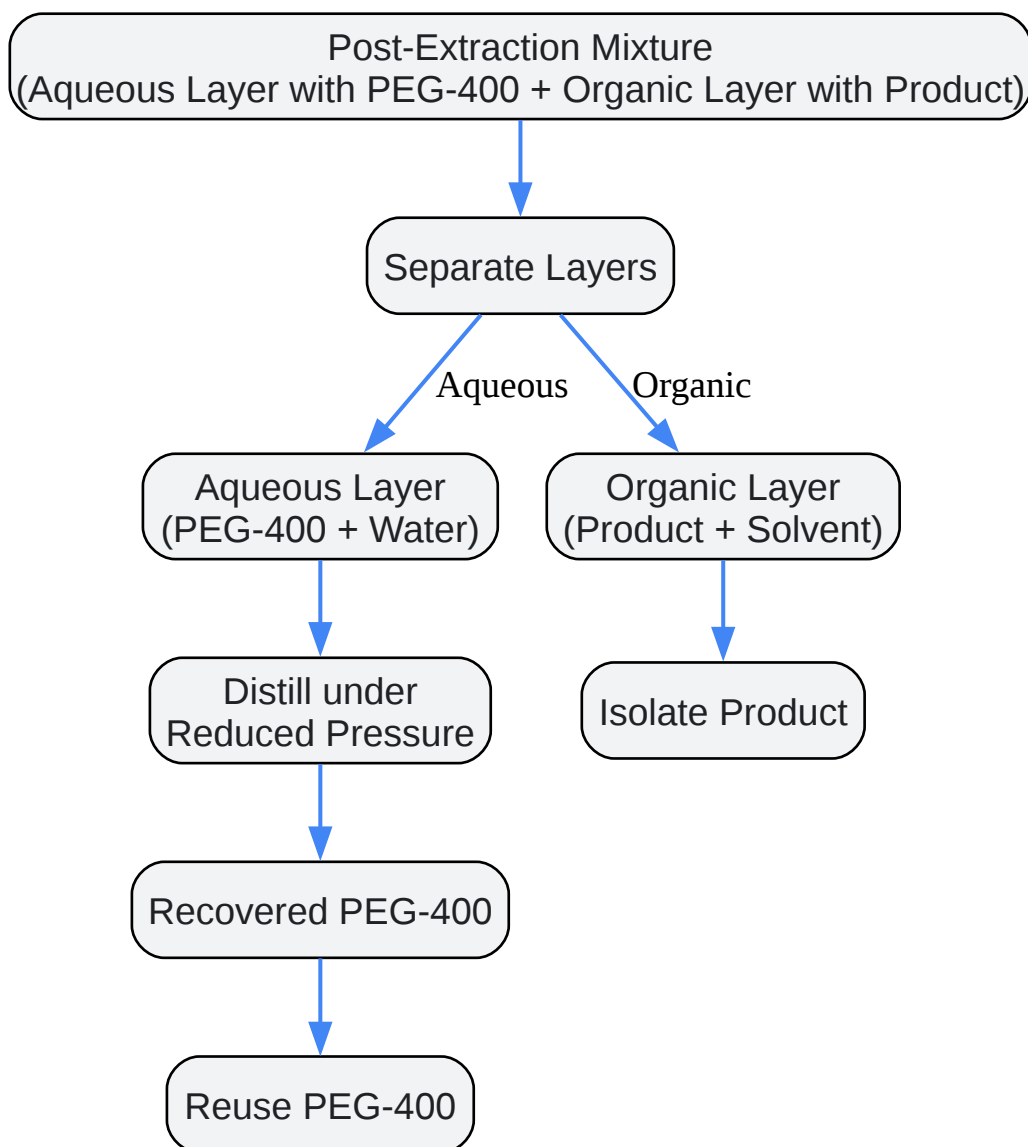 Post-Extraction Mixture
(Aqueous Layer with PEG-400 + Organic Layer with Product)
Separate Layers
Aqueous
Organic
Aqueous Layer
(PEG-400 + Water)
Organic Layer
(Product + Solvent)
Distill under
Reduced Pressure
Isolate Product
Recovered PEG-400
Reuse PEG-400